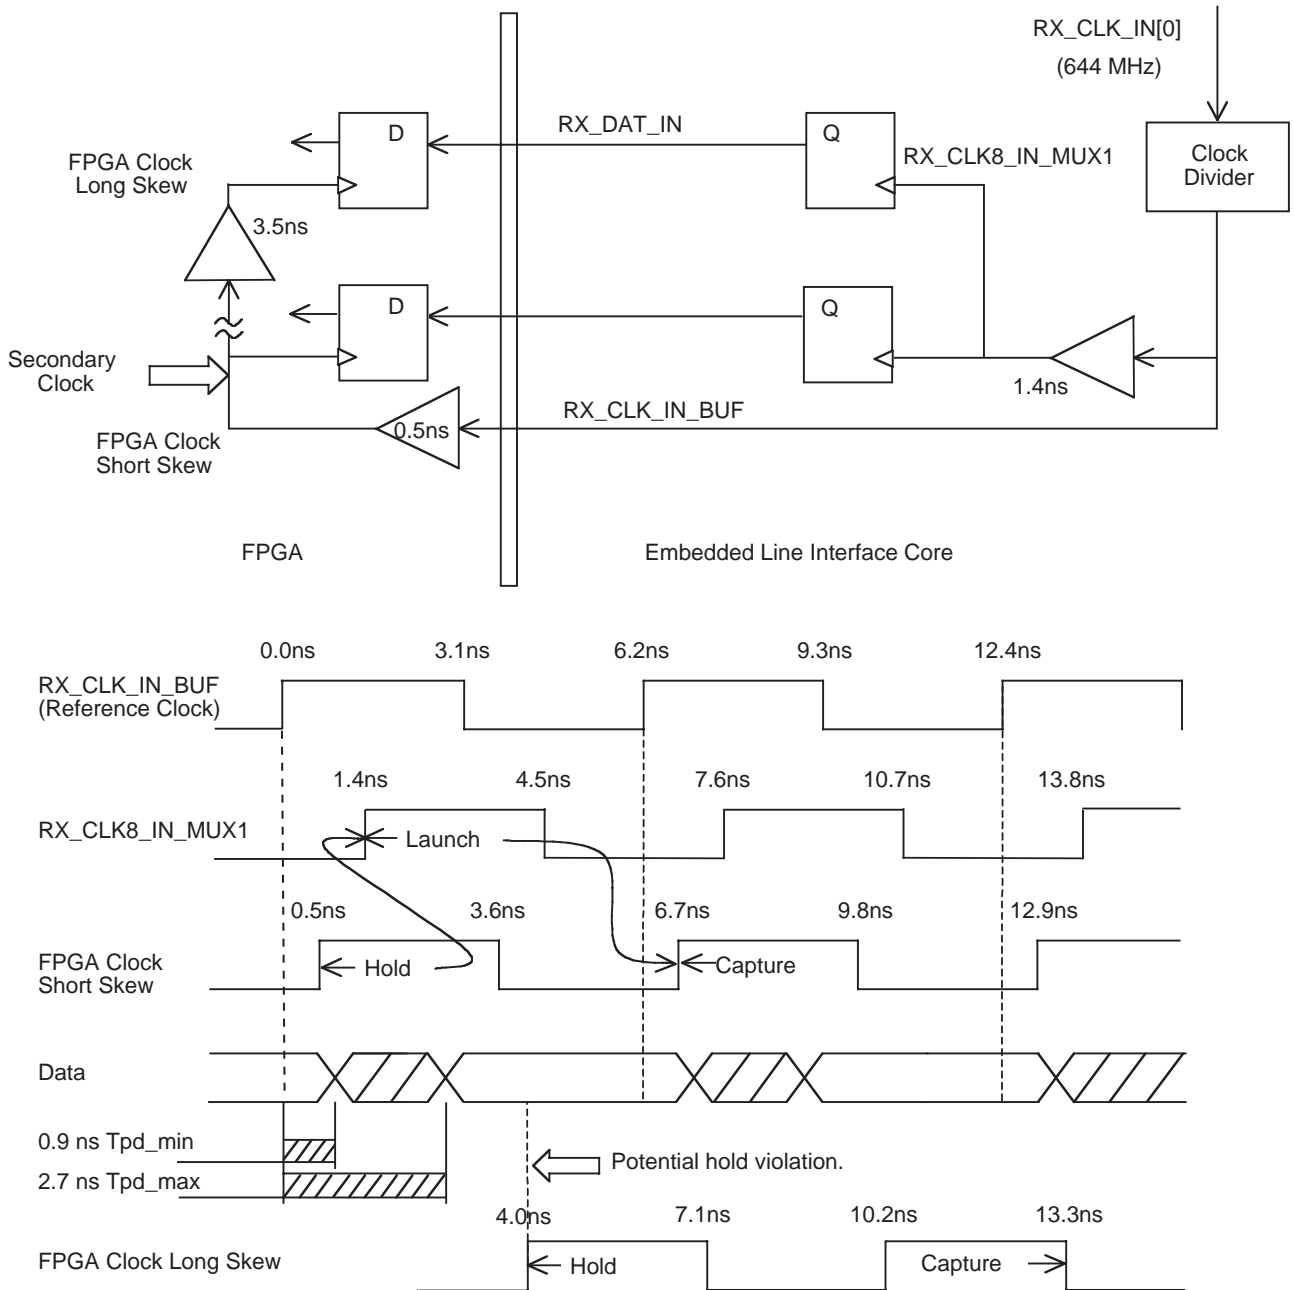 RX_CLK_IN[0]
(644 MHz)
D
RX_DAT_IN
Q
RX_CLK8_IN_MUX1
Clock
Divider
FPGA Clock
Long Skew
3.5ns
D
Q
Secondary
Clock
1.4ns
RX_CLK_IN_BUF
0.5ns
FPGA Clock
Short Skew
FPGA
Embedded Line Interface Core
0.0ns 3.1ns 6.2ns 9.3ns 12.4ns
RX_CLK_IN_BUF
(Reference Clock)
1.4ns 4.5ns 7.6ns 10.7ns 13.8ns
RX_CLK8_IN_MUX1
Launch
0.5ns 3.6ns 6.7ns 9.8ns 12.9ns
FPGA Clock
Short Skew
Hold
Capture
Data
0.9 ns Tpd_min
2.7 ns Tpd_max
Potential hold violation.
4.0ns 7.1ns 10.2ns 13.3ns
FPGA Clock Long Skew
Hold
Capture